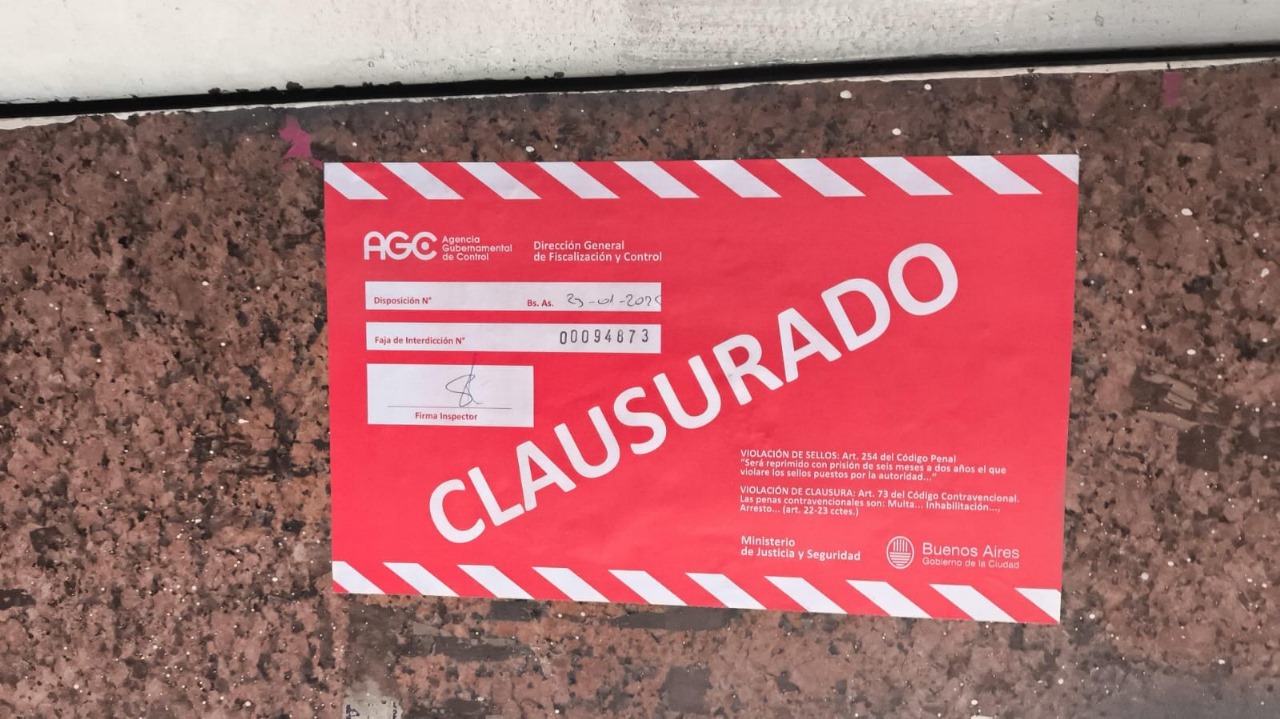 AGC Agencia
Gubernamental
de Control
Dirección General
de Fiscalización y Control
Disposición N°
Bs. As.
Faja de Interdicción N° 00094873
Firma Inspector
CLAUSURADO
VIOLACIÓN DE SELLOS: Art. 254 del Código Penal
"Será reprimido con prisión de seis meses a dos años el que
violare los sellos puestos por la autoridad..."
VIOLACIÓN DE CLAUSURA: Art. 73 del Código Contravencional.
Las penas contravencionales son: Multa... Inhabilitación...,
Arresto... (art. 22-23 cctes.)
Ministerio
de Justicia y Seguridad
Buenos Aires
Gobierno de la Ciudad